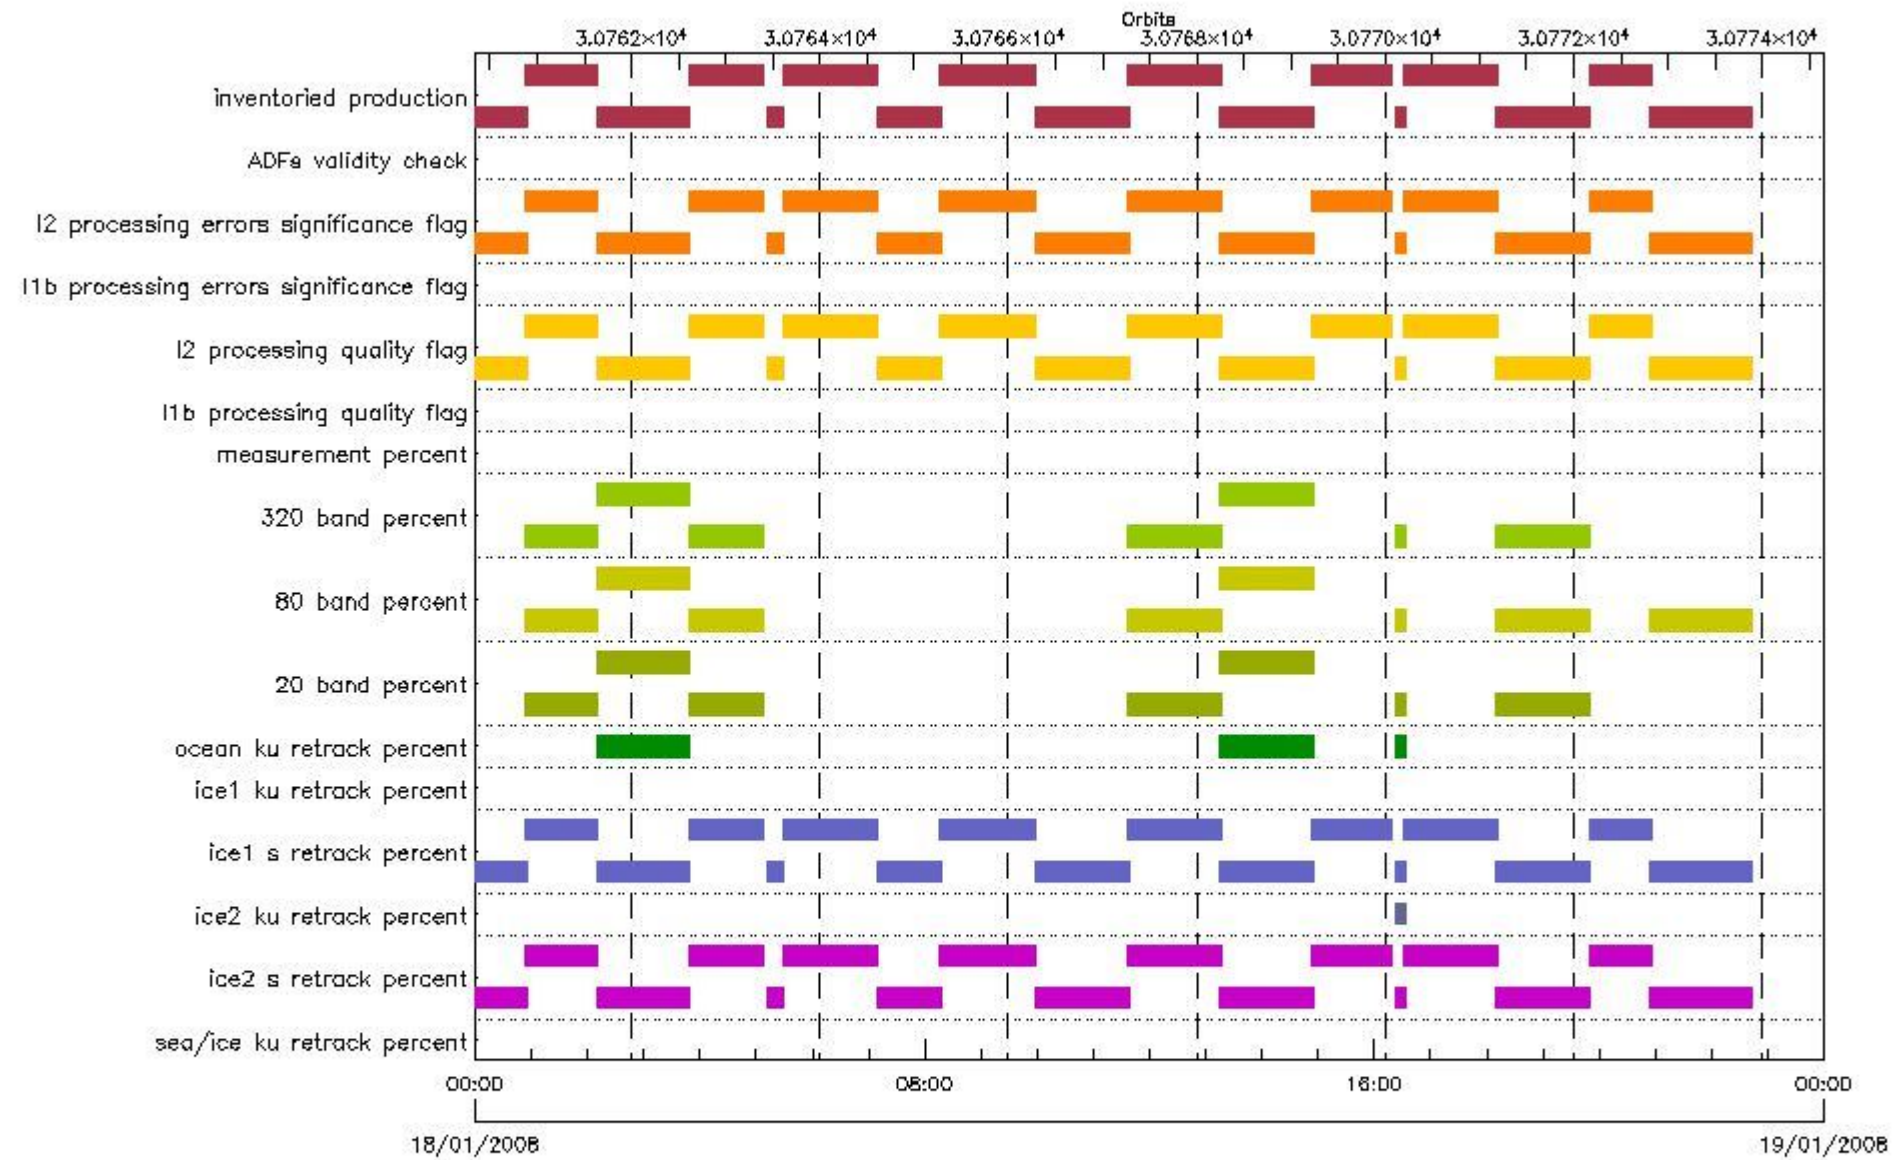 Orbits
3.0762×10⁴ 3.0764×10⁴ 3.0766×10⁴ 3.0768×10⁴ 3.0770×10⁴ 3.0772×10⁴ 3.0774×10⁴
inventoried production
ADFs validity check
l2 processing errors significance flag
l1b processing errors significance flag
l2 processing quality flag
l1b processing quality flag
measurement percent
320 band percent
80 band percent
20 band percent
ocean ku retrack percent
ice1 ku retrack percent
ice1 s retrack percent
ice2 ku retrack percent
ice2 s retrack percent
sea/ice ku retrack percent
00:00 08:00 16:00 00:00
18/01/2008 19/01/2008